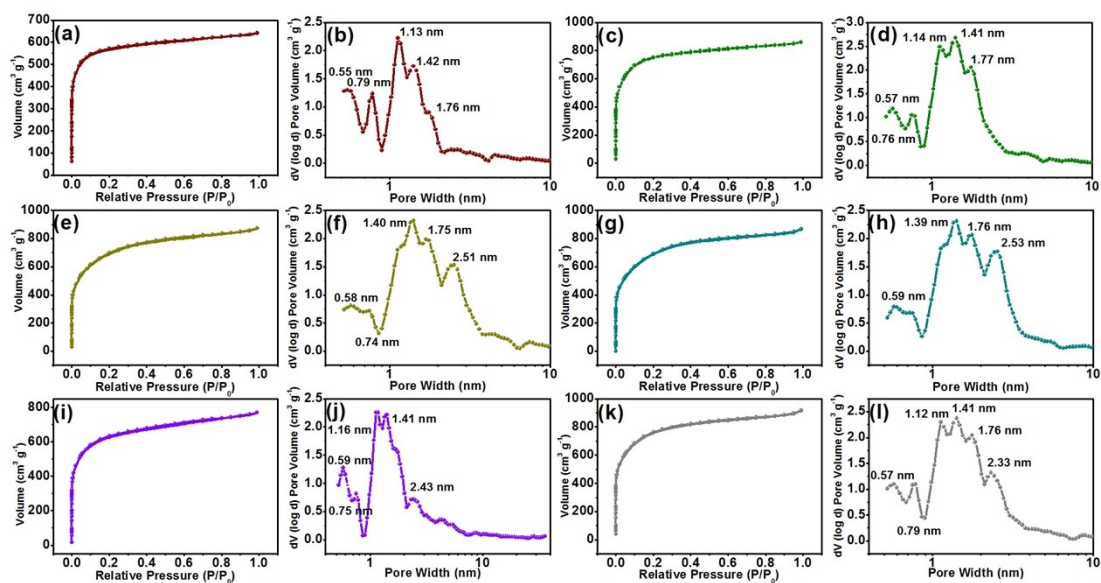 (a)
Volume (cm³ g⁻¹)
700
600
500
400
300
200
100
0
0.0 0.2 0.4 0.6 0.8 1.0
Relative Pressure (P/P₀)
(b)
dV (log d) Pore Volume (cm³ g⁻¹)
2.5
2.0
1.5
1.0
0.5
0.0
1.13 nm
1.42 nm
0.55 nm
0.79 nm
1.76 nm
1 10
Pore Width (nm)
(c)
Volume (cm³ g⁻¹)
1000
800
600
400
200
0
0.0 0.2 0.4 0.6 0.8 1.0
Relative Pressure (P/P₀)
(d)
dV (log d) Pore Volume (cm³ g⁻¹)
3.0
2.5
2.0
1.5
1.0
0.5
0.0
1.14 nm
1.41 nm
1.77 nm
0.57 nm
0.76 nm
1 10
Pore Width (nm)
(e)
Volume (cm³ g⁻¹)
1000
800
600
400
200
0
0.0 0.2 0.4 0.6 0.8 1.0
Relative Pressure (P/P₀)
(f)
dV (log d) Pore Volume (cm³ g⁻¹)
2.5
2.0
1.5
1.0
0.5
0.0
1.40 nm
1.75 nm
2.51 nm
0.58 nm
0.74 nm
1 10
Pore Width (nm)
(g)
Volume (cm³ g⁻¹)
1000
800
600
400
200
0
0.0 0.2 0.4 0.6 0.8 1.0
Relative Pressure (P/P₀)
(h)
dV (log d) Pore Volume (cm³ g⁻¹)
2.5
2.0
1.5
1.0
0.5
0.0
1.39 nm
1.76 nm
2.53 nm
0.59 nm
1 10
Pore Width (nm)
(i)
Volume (cm³ g⁻¹)
800
600
400
200
0
0.0 0.2 0.4 0.6 0.8 1.0
Relative Pressure (P/P₀)
(j)
dV (log d) Pore Volume (cm³ g⁻¹)
2.5
2.0
1.5
1.0
0.5
0.0
1.41 nm
1.16 nm
0.59 nm
2.43 nm
0.75 nm
1 10
Pore Width (nm)
(k)
Volume (cm³ g⁻¹)
1000
800
600
400
200
0
0.0 0.2 0.4 0.6 0.8 1.0
Relative Pressure (P/P₀)
(l)
dV (log d) Pore Volume (cm³ g⁻¹)
2.5
2.0
1.5
1.0
0.5
0.0
1.12 nm
1.41 nm
1.76 nm
2.33 nm
0.57 nm
0.79 nm
1 10
Pore Width (nm)